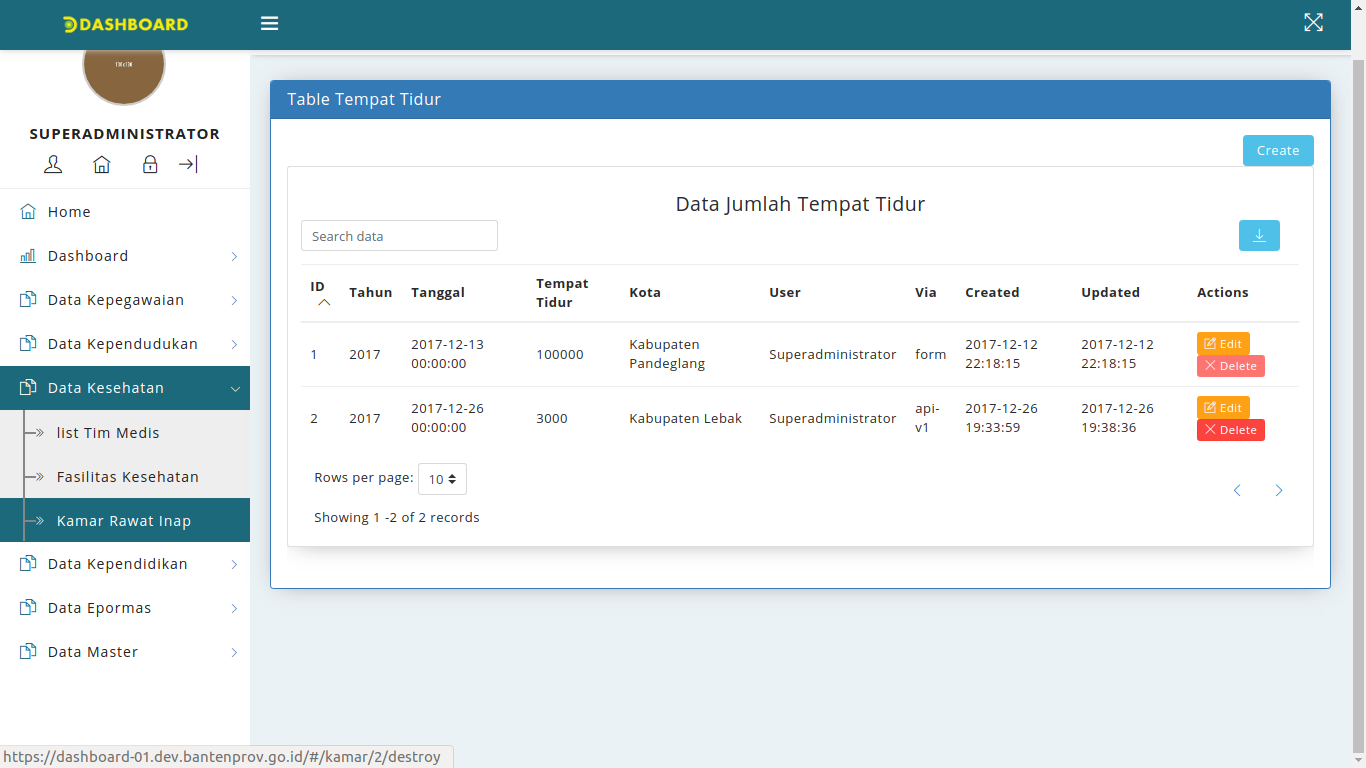 DASHBOARD
SUPERADMINISTRATOR
Home
Dashboard
Data Kepegawaian
Data Kependudukan
Data Kesehatan
list Tim Medis
Fasilitas Kesehatan
Kamar Rawat Inap
Data Kependidikan
Data Epormas
Data Master
Table Tempat Tidur
Create
Data Jumlah Tempat Tidur
Search data
ID Tahun Tanggal Tempat Tidur Kota User Via Created Updated Actions
1 2017 2017-12-13 00:00:00 100000 Kabupaten Pandeglang Superadministrator form 2017-12-12 22:18:15 2017-12-12 22:18:15 Edit
Delete
2 2017 2017-12-26 00:00:00 3000 Kabupaten Lebak Superadministrator api-v1 2017-12-26 19:33:59 2017-12-26 19:38:36 Edit
Delete
Rows per page: 10
Showing 1 -2 of 2 records
https://dashboard-01.dev.bantenprov.go.id/#/kamar/2/destroy